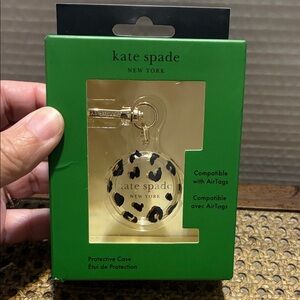 kate spade
NEW YORK
kate spade
NEW YORK
Compatible
with AirTags
Compatible
avec AirTags
Protective Case
Étui de Protection